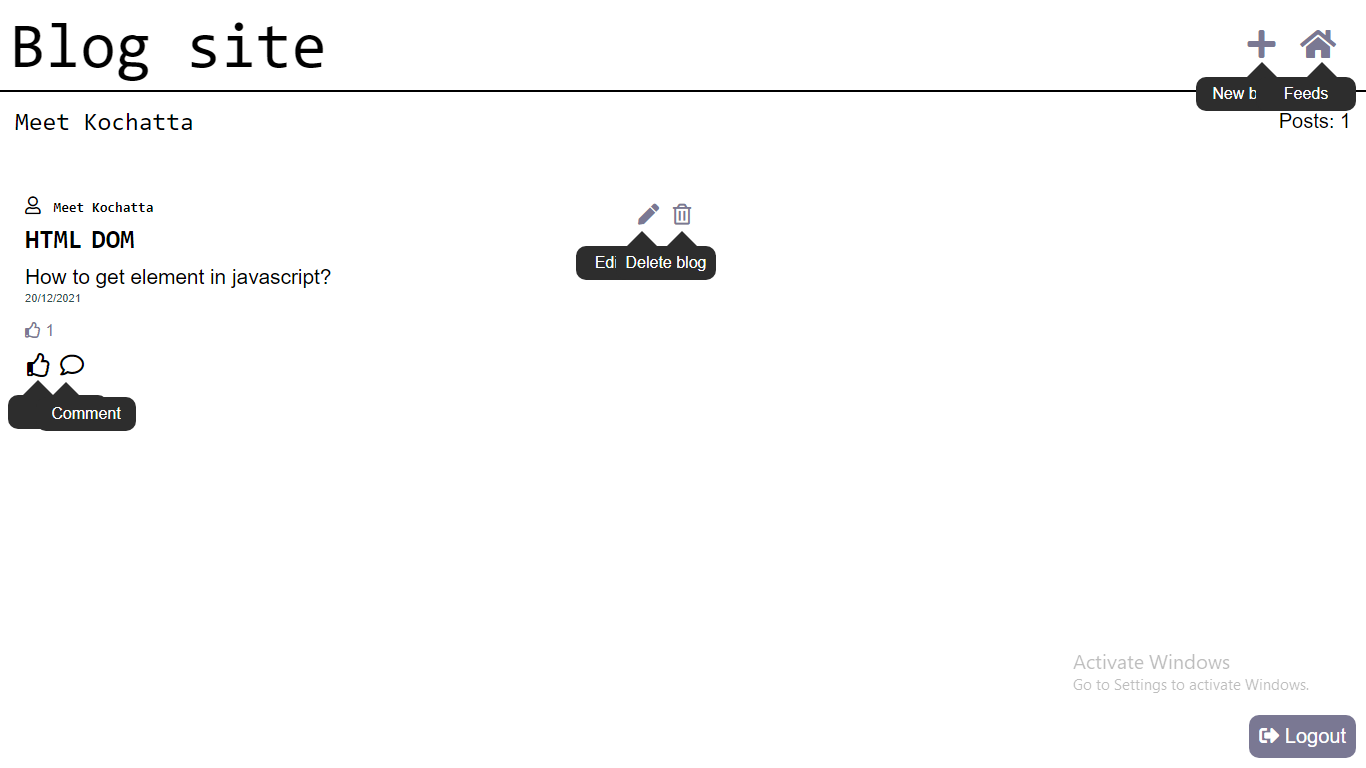 Blog site
New b
Feeds
Meet Kochatta
Posts: 1
Meet Kochatta
HTML DOM
Edi
Delete blog
How to get element in javascript?
20/12/2021
1
Comment
Activate Windows
Go to Settings to activate Windows.
Logout